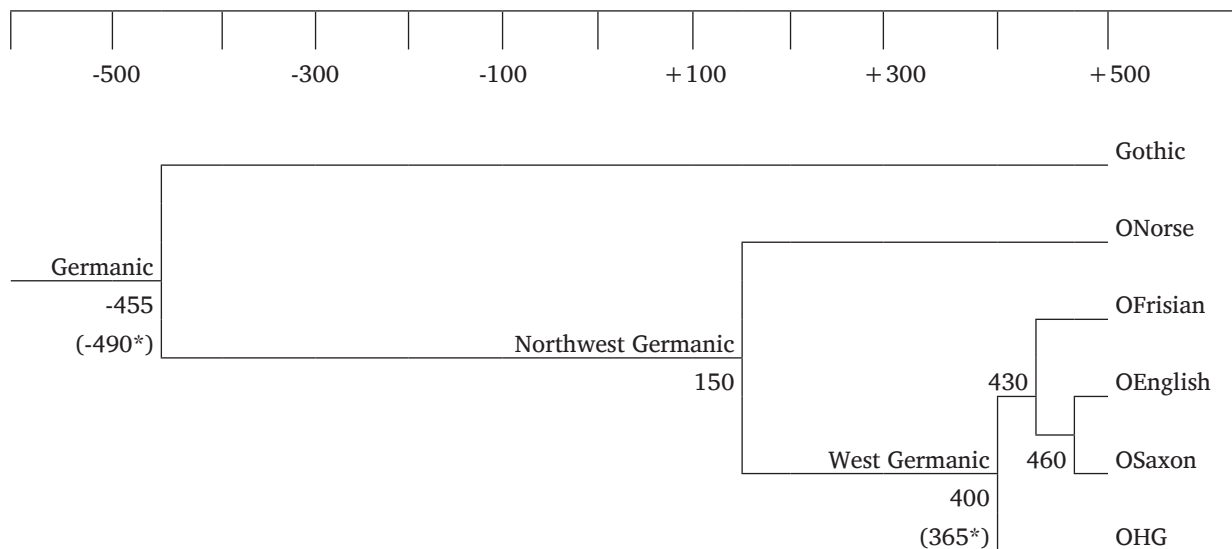 -500 -300 -100 +100 +300 +500
Gothic
ONorse
Germanic
-455
OFrisian
(-490*)
Northwest Germanic
150
430
OEnglish
West Germanic
460
OSaxon
400
(365*)
OHG